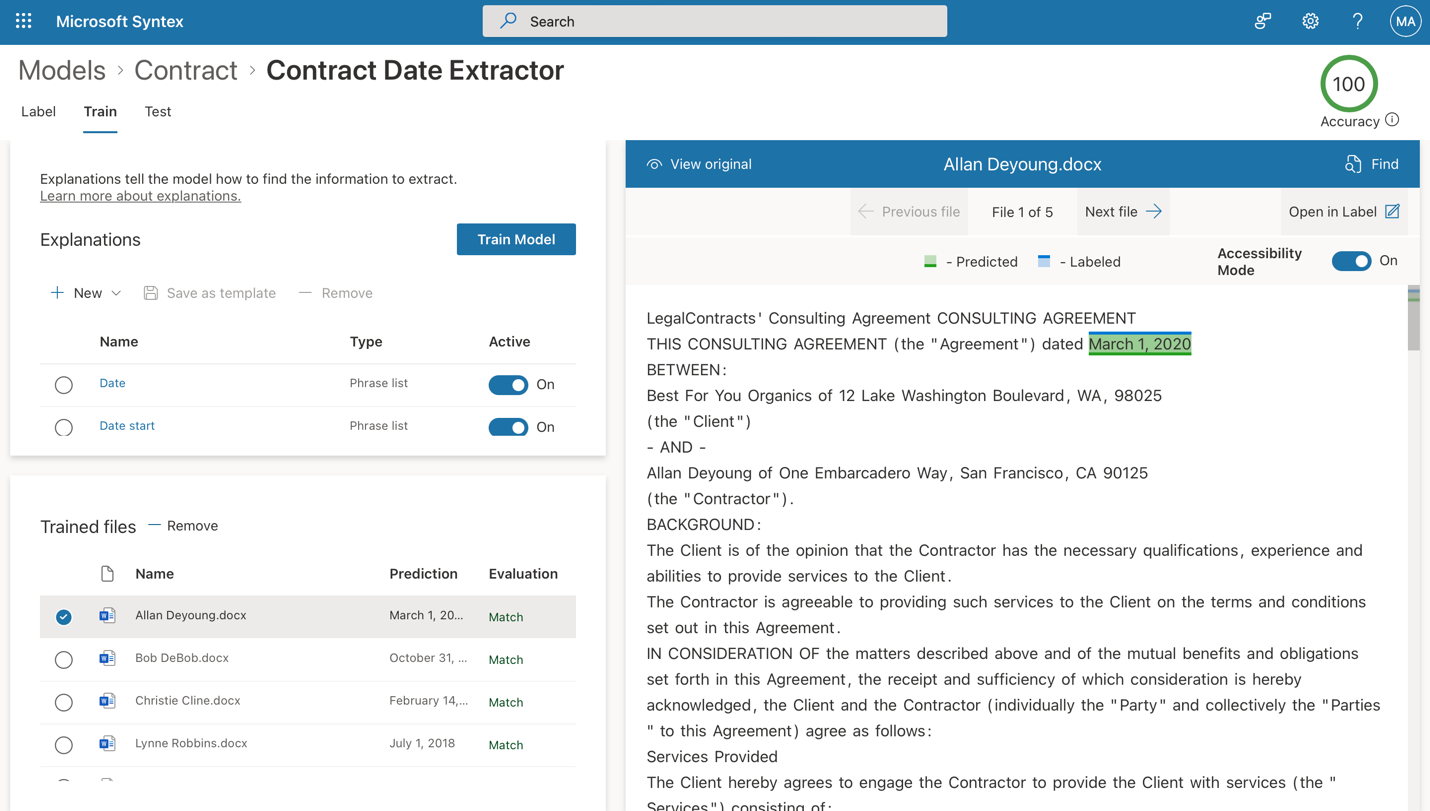 Microsoft Syntex
Search
MA
Models > Contract > Contract Date Extractor
100
Accuracy
Label
Train
Test
Explanations tell the model how to find the information to extract.
Learn more about explanations.
Explanations
Train Model
New
Save as template
Remove
Name Type Active
Date Phrase list On
Date start Phrase list On
Trained files
Remove
Name Prediction Evaluation
Allan Deyoung.docx March 1, 20... Match
Bob DeBob.docx October 31, ... Match
Christie Cline.docx February 14,... Match
Lynne Robbins.docx July 1, 2018 Match
View original
Allan Deyoung.docx
Find
Previous file
File 1 of 5
Next file
Open in Label
- Predicted
- Labeled
Accessibility
Mode
On
LegalContracts' Consulting Agreement CONSULTING AGREEMENT
THIS CONSULTING AGREEMENT (the "Agreement") dated March 1, 2020
BETWEEN:
Best For You Organics of 12 Lake Washington Boulevard, WA, 98025
(the "Client")
- AND -
Allan Deyoung of One Embarcadero Way, San Francisco, CA 90125
(the "Contractor").
BACKGROUND:
The Client is of the opinion that the Contractor has the necessary qualifications, experience and
abilities to provide services to the Client.
The Contractor is agreeable to providing such services to the Client on the terms and conditions
set out in this Agreement.
IN CONSIDERATION OF the matters described above and of the mutual benefits and obligations
set forth in this Agreement, the receipt and sufficiency of which consideration is hereby
acknowledged, the Client and the Contractor (individually the "Party" and collectively the "Parties
" to this Agreement) agree as follows:
Services Provided
The Client hereby agrees to engage the Contractor to provide the Client with services (the "
Services") consisting of: